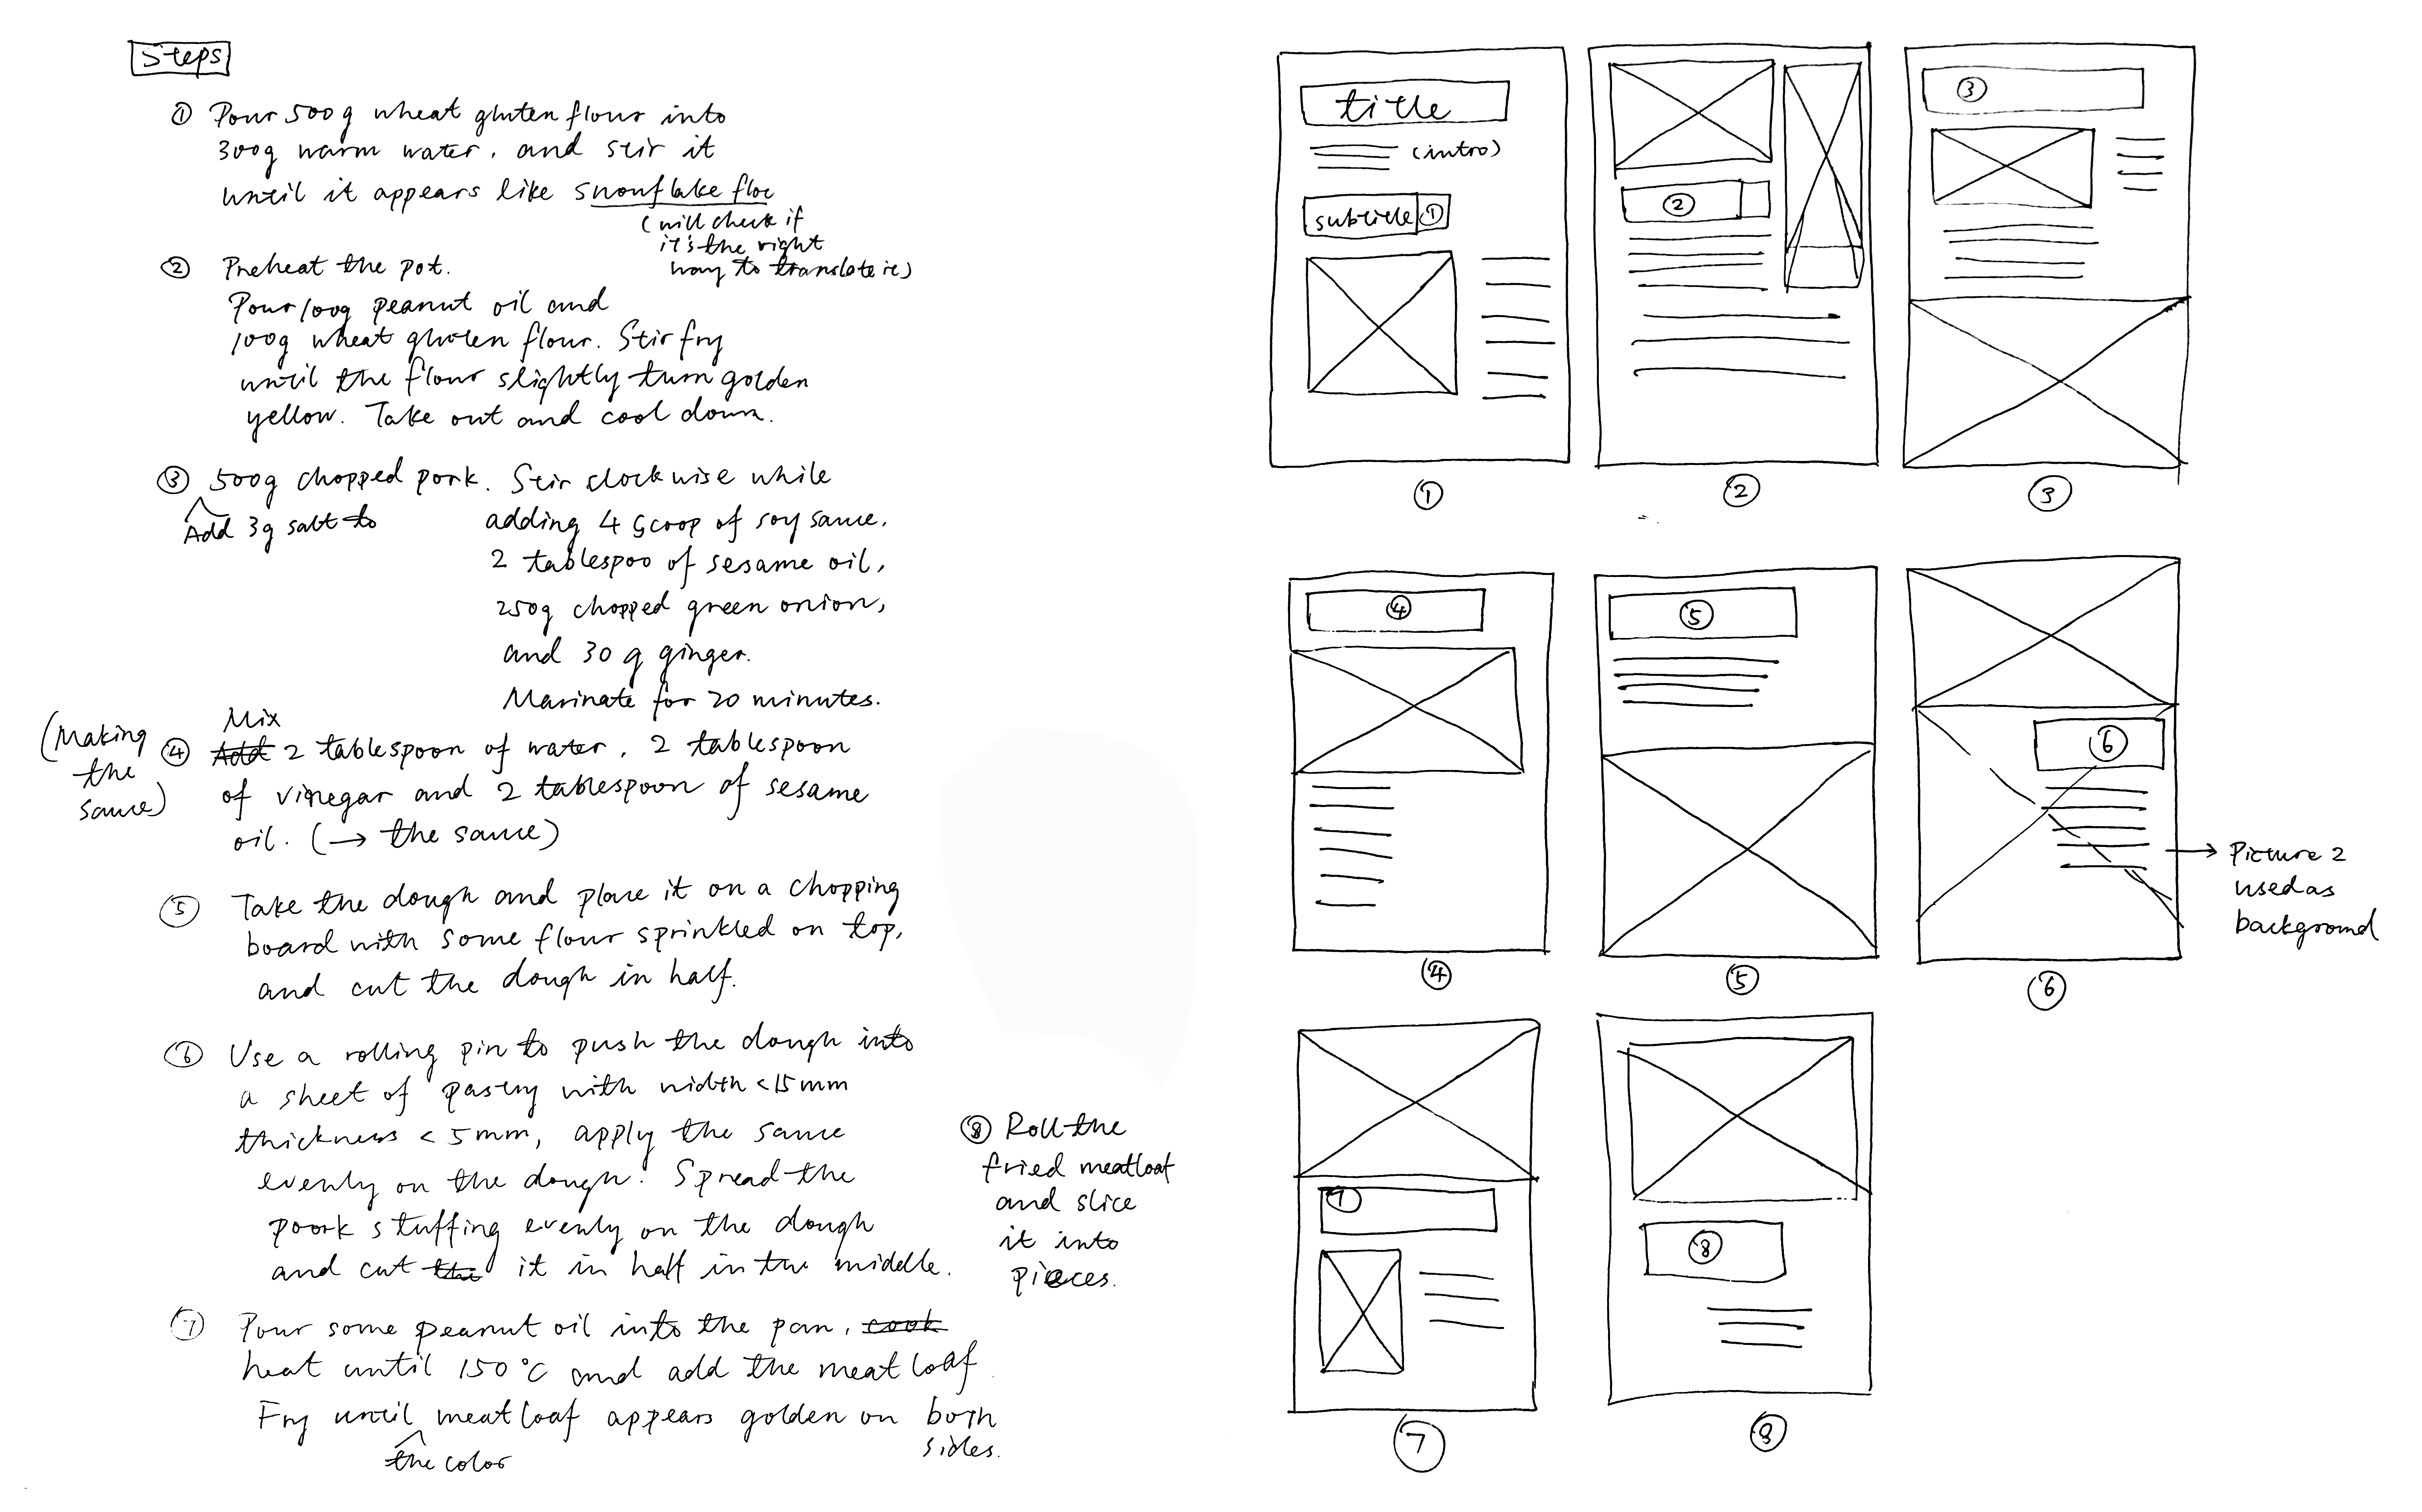 Steps
① Pour 500g wheat gluten flour into
300g warm water, and stir it
until it appears like snowflake floc
(will check if
it's the right
way to translate it)
② Preheat the pot.
Pour 100g peanut oil and
100g wheat gluten flour. Stir fry
until the flour slightly turn golden
yellow. Take out and cool down.
③ 500g chopped pork. Stir clockwise while
Add 3g salt to
adding 4 scoop of soy sauce,
2 tablespoo of sesame oil,
250g chopped green onion,
and 30 g ginger.
Marinate for 20 minutes.
(Making
the
sauce)
Mix
④ Add 2 tablespoon of water, 2 tablespoon
of vinegar and 2 tablespoon of sesame
oil. (→ the sauce)
⑤ Take the dough and place it on a chopping
board with some flour sprinkled on top,
and cut the dough in half.
⑥ Use a rolling pin to push the dough into
a sheet of pastry with width <15mm
thickness <5mm, apply the sauce
evenly on the dough. Spread the
poork stuffing evenly on the dough
and cut the it in half in the middle.
⑦ Pour some peanut oil into the pan, cook
heat until 150°C and add the meat loaf
Fry until meatloaf appears golden on both
sides.
the color
⑧ Roll the
fried meatloaf
and slice
it into
pieces.
title
(intro)
subtitle ①
①
②
②
③
③
④
④
⑤
⑤
⑥
→ Picture 2
used as
background
⑥
⑦
⑦
⑧
⑧